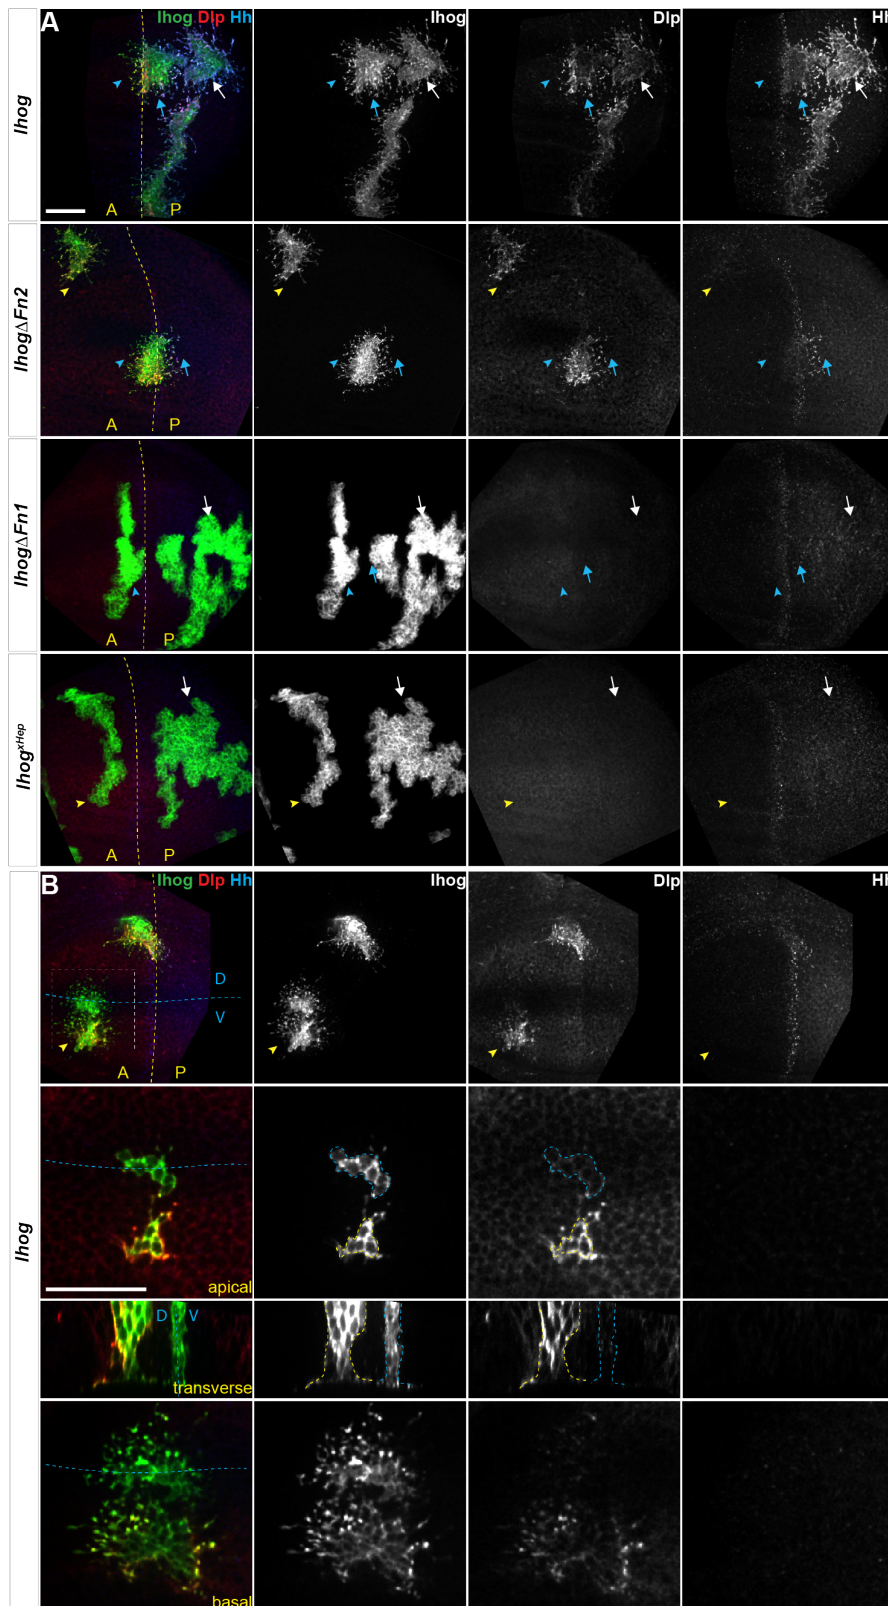 A
Ihog Dlp Hh
Ihog
Dlp
Hh
Ihog
A P
IhogΔFn2
A P
IhogΔFn1
A P
Ihog^xHep
A P
B
Ihog Dlp Hh
Ihog
Dlp
Hh
D
V
A P
Ihog
apical
D V
transverse
basal